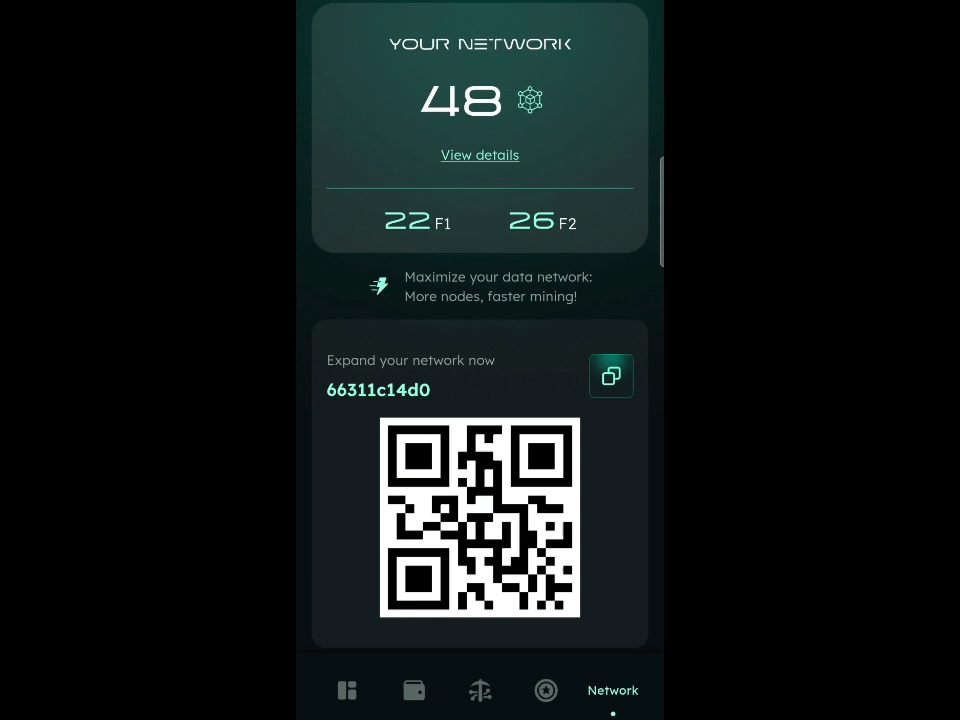 YOUR NETWORK
48
View details
22 F1 26 F2
Maximize your data network:
More nodes, faster mining!
Expand your network now
66311c14d0
Network